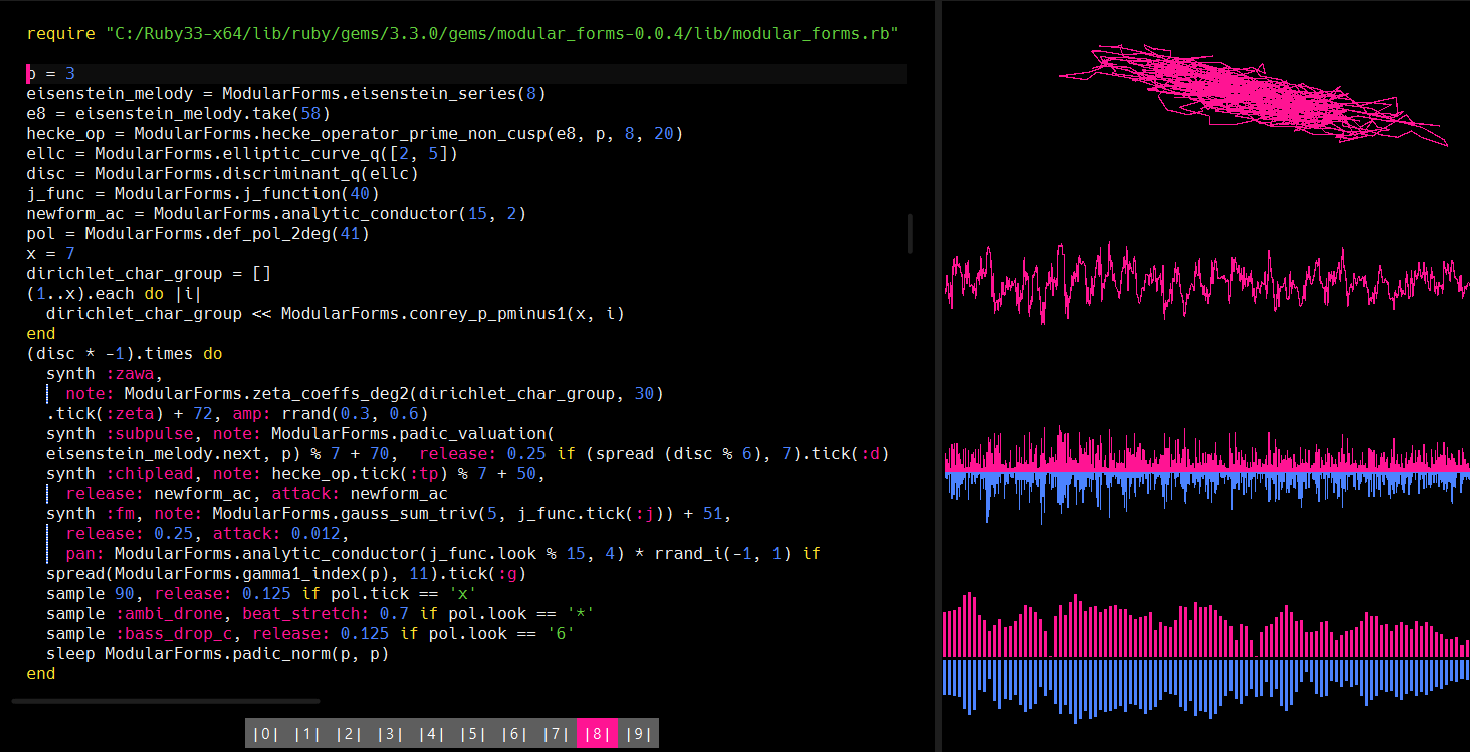 require "C:/Ruby33-x64/lib/ruby/gems/3.3.0/gems/modular_forms-0.0.4/lib/modular_forms.rb"
p = 3
eisenstein_melody = ModularForms.eisenstein_series(8)
e8 = eisenstein_melody.take(58)
hecke_op = ModularForms.hecke_operator_prime_non_cusp(e8, p, 8, 20)
ellc = ModularForms.elliptic_curve_q([2, 5])
disc = ModularForms.discriminant_q(ellc)
j_func = ModularForms.j_function(40)
newform_ac = ModularForms.analytic_conductor(15, 2)
pol = ModularForms.def_pol_2deg(41)
x = 7
dirichlet_char_group = []
(1..x).each do |i|
  dirichlet_char_group << ModularForms.conrey_p_pminus1(x, i)
end
(disc * -1).times do
  synth :zawa,
    note: ModularForms.zeta_coeffs_deg2(dirichlet_char_group, 30)
  .tick(:zeta) + 72, amp: rrand(0.3, 0.6)
  synth :subpulse, note: ModularForms.padic_valuation(
  eisenstein_melody.next, p) % 7 + 70,  release: 0.25 if (spread (disc % 6), 7).tick(:d)
  synth :chiplead, note: hecke_op.tick(:tp) % 7 + 50,
    release: newform_ac, attack: newform_ac
  synth :fm, note: ModularForms.gauss_sum_triv(5, j_func.tick(:j)) + 51,
    release: 0.25, attack: 0.012,
    pan: ModularForms.analytic_conductor(j_func.look % 15, 4) * rrand_i(-1, 1) if
  spread(ModularForms.gamma1_index(p), 11).tick(:g)
  sample 90, release: 0.125 if pol.tick == 'x'
  sample :ambi_drone, beat_stretch: 0.7 if pol.look == '*'
  sample :bass_drop_c, release: 0.125 if pol.look == '6'
  sleep ModularForms.padic_norm(p, p)
end
|0| |1| |2| |3| |4| |5| |6| |7| |8| |9|